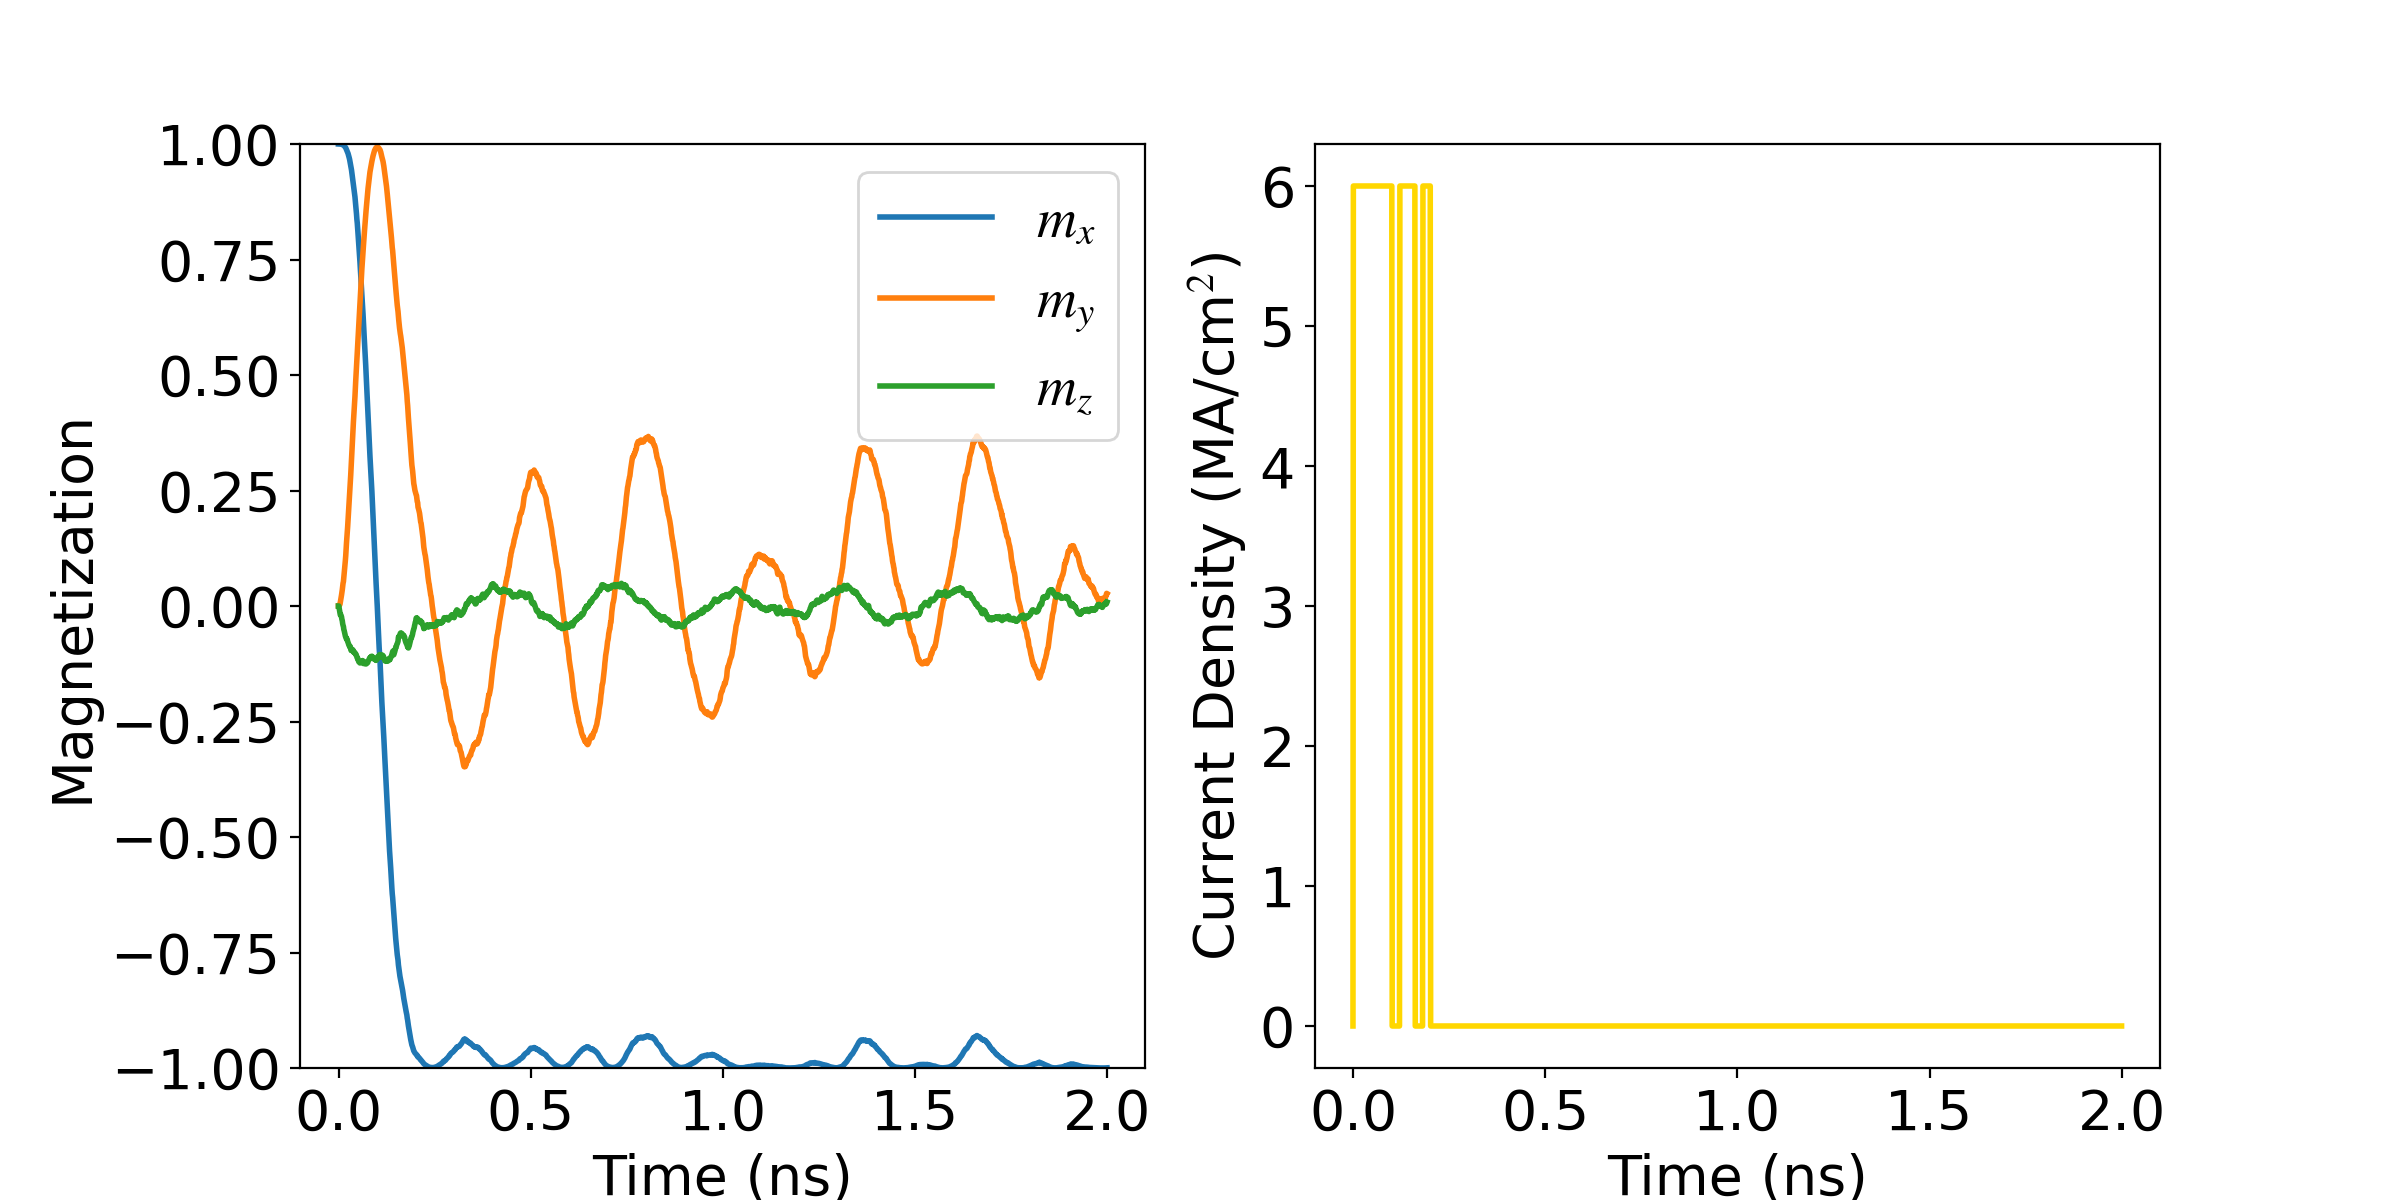 Magnetization
1.00
0.75
0.50
0.25
0.00
−0.25
−0.50
−0.75
−1.00
0.0 0.5 1.0 1.5 2.0
Time (ns)
m_x
m_y
m_z
Current Density (MA/cm²)
6
5
4
3
2
1
0
0.0 0.5 1.0 1.5 2.0
Time (ns)